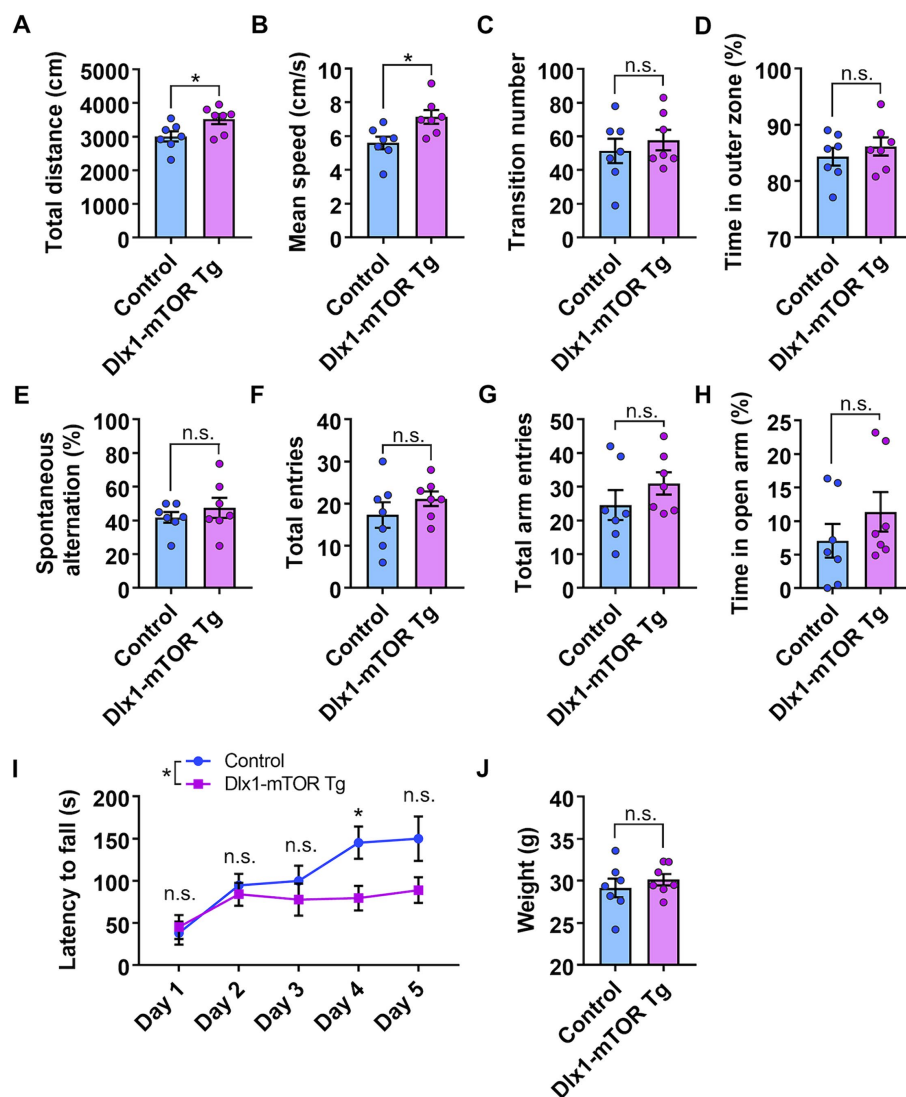 A
Total distance (cm)
5000
4000
3000
2000
1000
0
*
Control
Dlx1-mTOR Tg
B
Mean speed (cm/s)
10
8
6
4
2
0
*
Control
Dlx1-mTOR Tg
C
Transition number
100
80
60
40
20
0
n.s.
Control
Dlx1-mTOR Tg
D
Time in outer zone (%)
100
90
80
70
n.s.
Control
Dlx1-mTOR Tg
E
Spontaneous
alternation (%)
100
80
60
40
20
0
n.s.
Control
Dlx1-mTOR Tg
F
Total entries
40
30
20
10
0
n.s.
Control
Dlx1-mTOR Tg
G
Total arm entries
50
40
30
20
10
0
n.s.
Control
Dlx1-mTOR Tg
H
Time in open arm (%)
25
20
15
10
5
0
n.s.
Control
Dlx1-mTOR Tg
I
* Control
Dlx1-mTOR Tg
Latency to fall (s)
200
150
100
50
0
n.s.
n.s.
n.s.
*
n.s.
Day 1
Day 2
Day 3
Day 4
Day 5
J
Weight (g)
40
35
30
25
20
n.s.
Control
Dlx1-mTOR Tg